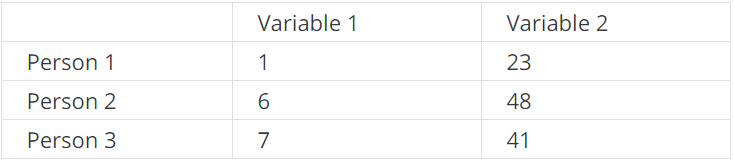 Variable 1 Variable 2
Person 1 1 23
Person 2 6 48
Person 3 7 41